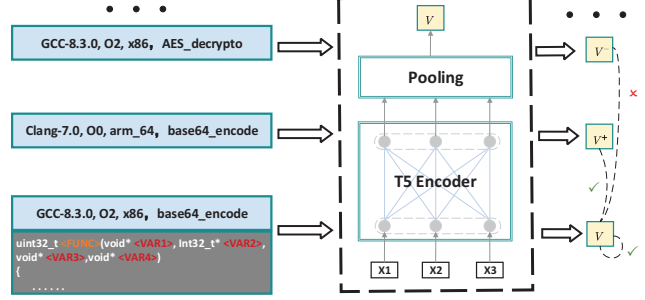 GCC-8.3.0, O2, x86, AES_decrypto
Clang-7.0, O0, arm_64, base64_encode
GCC-8.3.0, O2, x86, base64_encode
uint32_t <FUNC>(void* <VAR1>, Int32_t* <VAR2>,
void* <VAR3>,void* <VAR4>)
{
......
V
Pooling
T5 Encoder
X1 X2 X3
V⁻
V⁺
V